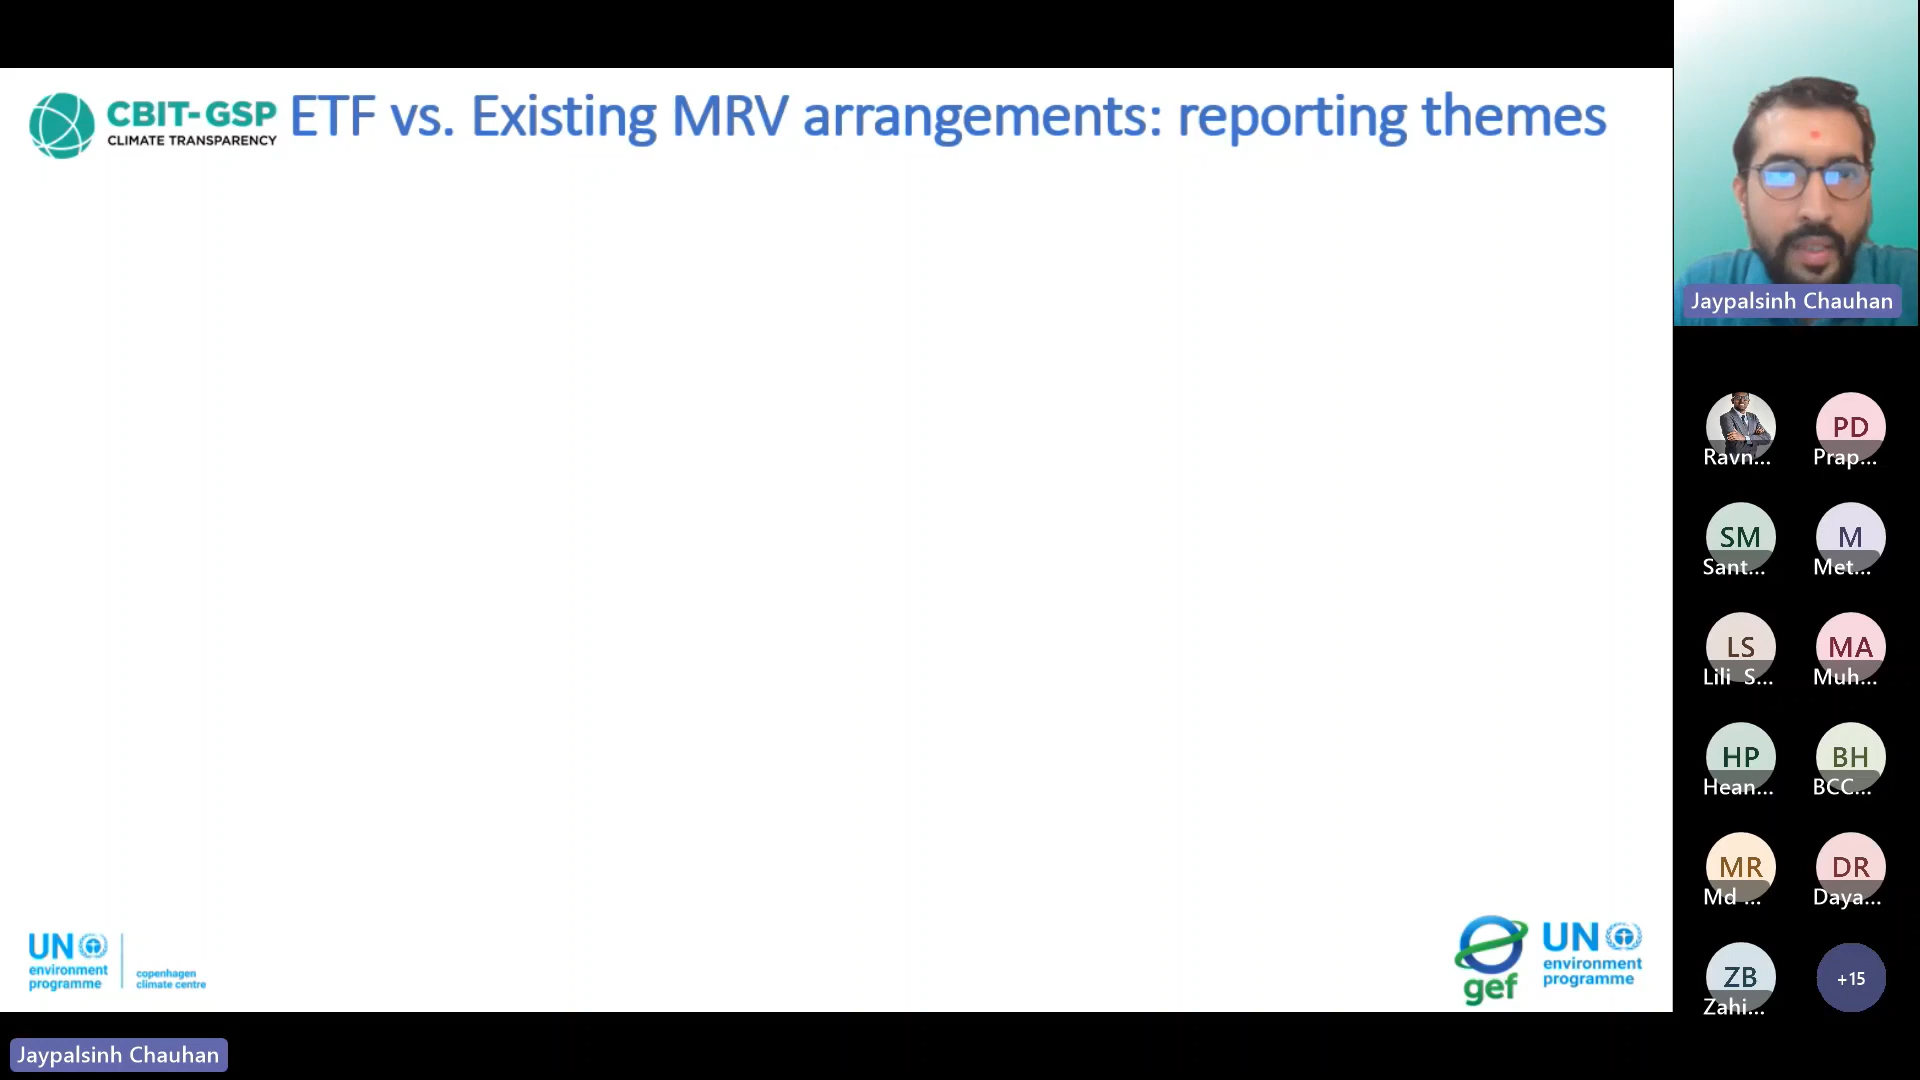 CBIT-GSP
CLIMATE TRANSPARENCY
ETF vs. Existing MRV arrangements: reporting themes
Jaypalsinh Chauhan
Ravn...
PD
Prap...
SM
Sant...
M
Met...
LS
Lili S...
MA
Muh...
HP
Hean...
BH
BCC...
MR
Md ...
DR
Daya...
ZB
Zahi...
+15
UN
environment
programme
copenhagen
climate centre
gef
UN
environment
programme
Jaypalsinh Chauhan